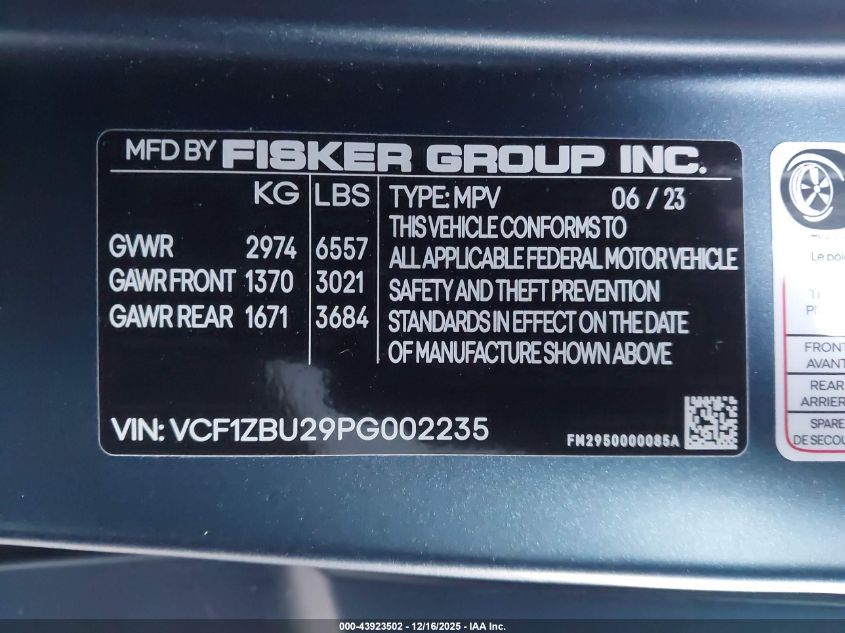 MFD BY FISKER GROUP INC.
KG LBS
GVWR 2974 6557
GAWR FRONT 1370 3021
GAWR REAR 1671 3684
TYPE: MPV 06 / 23
THIS VEHICLE CONFORMS TO
ALL APPLICABLE FEDERAL MOTOR VEHICLE
SAFETY AND THEFT PREVENTION
STANDARDS IN EFFECT ON THE DATE
OF MANUFACTURE SHOWN ABOVE
VIN: VCF1ZBU29PG002235
FM2950000085A
Le
FRONT
AVANT
REAR
ARRIER
SPARE
DE SECOU
000-43923502 - 12/16/2025 - IAA Inc.